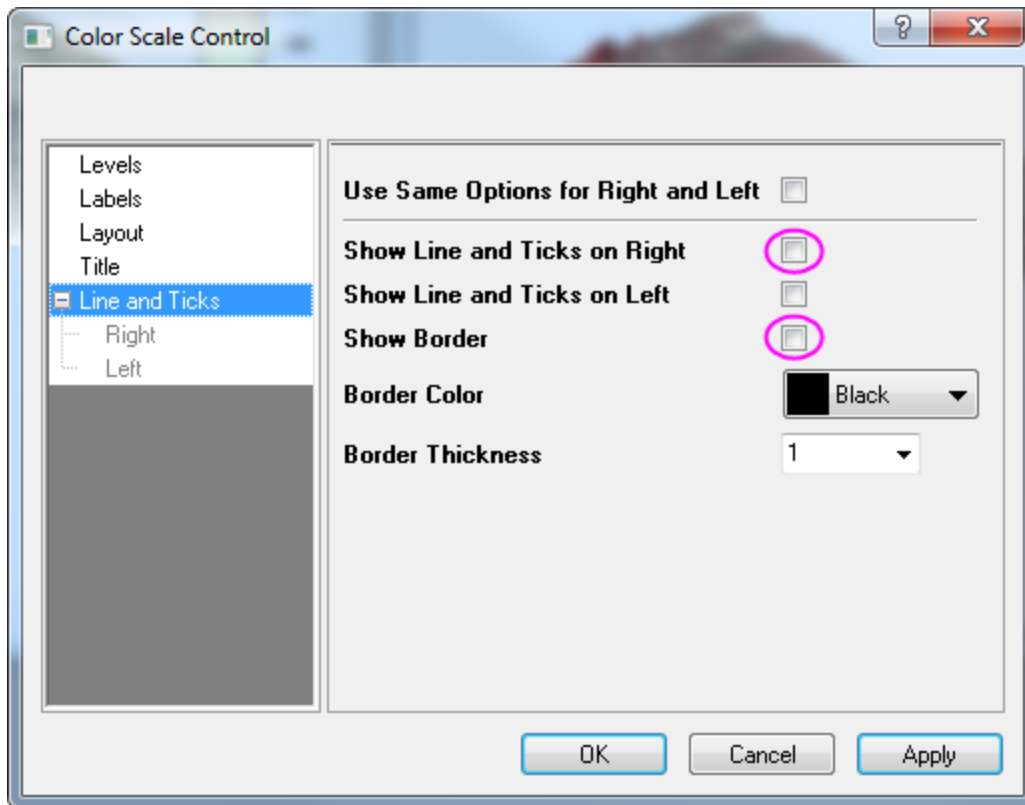 Color Scale Control
Levels
Labels
Layout
Title
Line and Ticks
Right
Left
Use Same Options for Right and Left
Show Line and Ticks on Right
Show Line and Ticks on Left
Show Border
Border Color
Black
Border Thickness
1
OK
Cancel
Apply